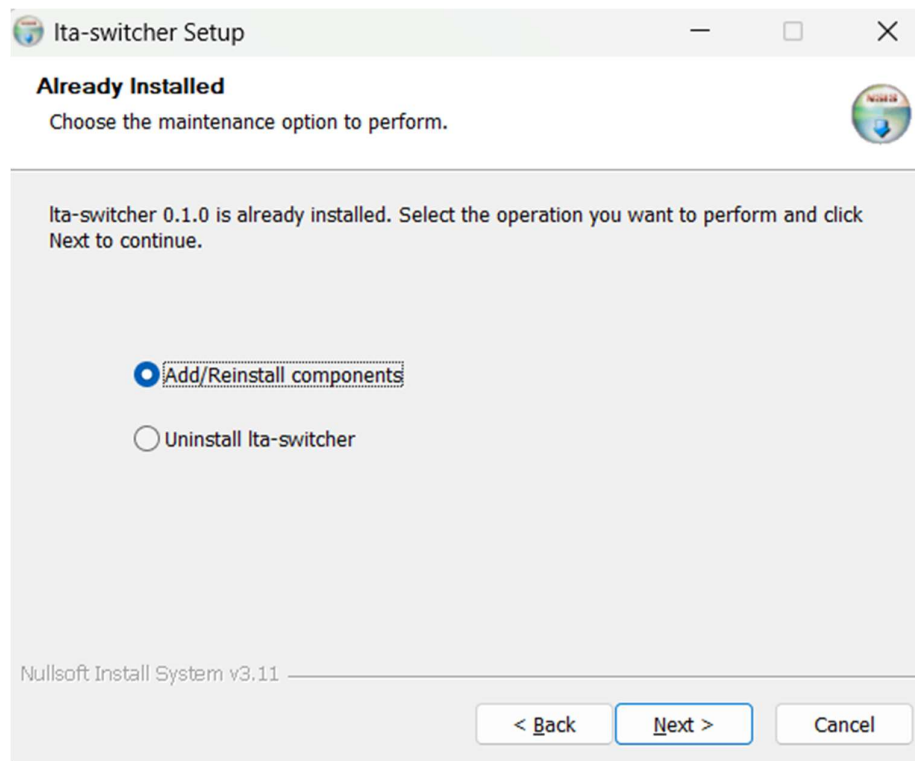 lta-switcher Setup
Already Installed
Choose the maintenance option to perform.
NSIS
lta-switcher 0.1.0 is already installed. Select the operation you want to perform and click
Next to continue.
Add/Reinstall components
Uninstall lta-switcher
Nullsoft Install System v3.11
< Back
Next >
Cancel